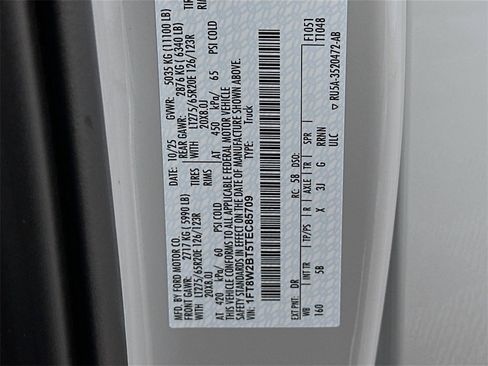 MFD. BY FORD MOTOR CO.
DATE: 10/25 GVWR: 5035 KG (11100 LB)
FRONT GAWR: 2717 KG (5990 LB) REAR GAWR: 2876 KG (6340 LB)
WITH LT275/65R20E 126/123R TIRES WITH LT275/65R20E 126/123R
20X8.0J RIMS 20X8.0J
AT 420 kPa/ 60 PSI COLD AT 450 kPa/ 65 PSI COLD
THIS VEHICLE CONFORMS TO ALL APPLICABLE FEDERAL MOTOR VEHICLE
SAFETY STANDARDS IN EFFECT ON THE DATE OF MANUFACTURE SHOWN ABOVE.
VIN: 1FT8W2BT5TEC85709
TYPE: Truck
F1051
T1048
EXT PNT: DR RC: 5B DSO:
WB INT TR TP/PS R AXLE TR SPR
160 5B X 3J G RRNN
ULC
RU5A-3520472-AB